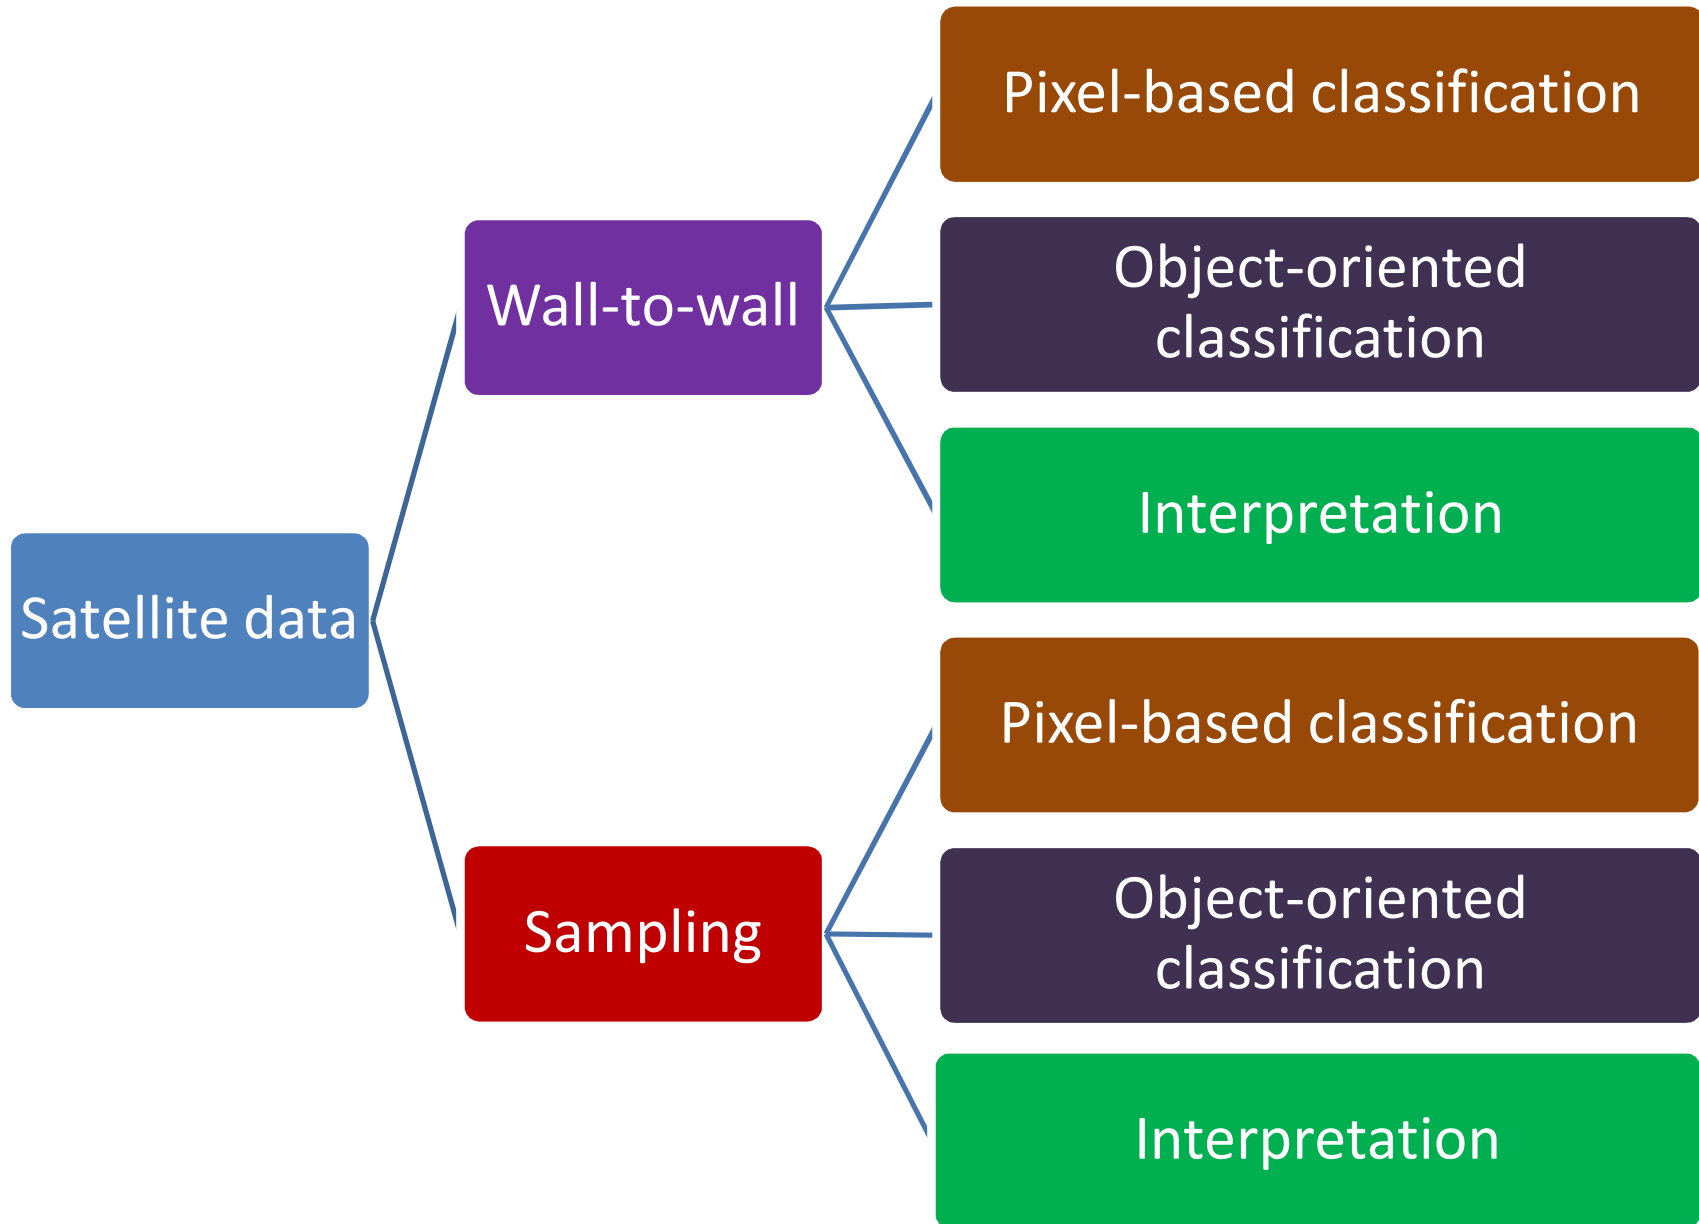 Pixel-based classification
Wall-to-wall
Object-oriented
classification
Interpretation
Satellite data
Pixel-based classification
Sampling
Object-oriented
classification
Interpretation